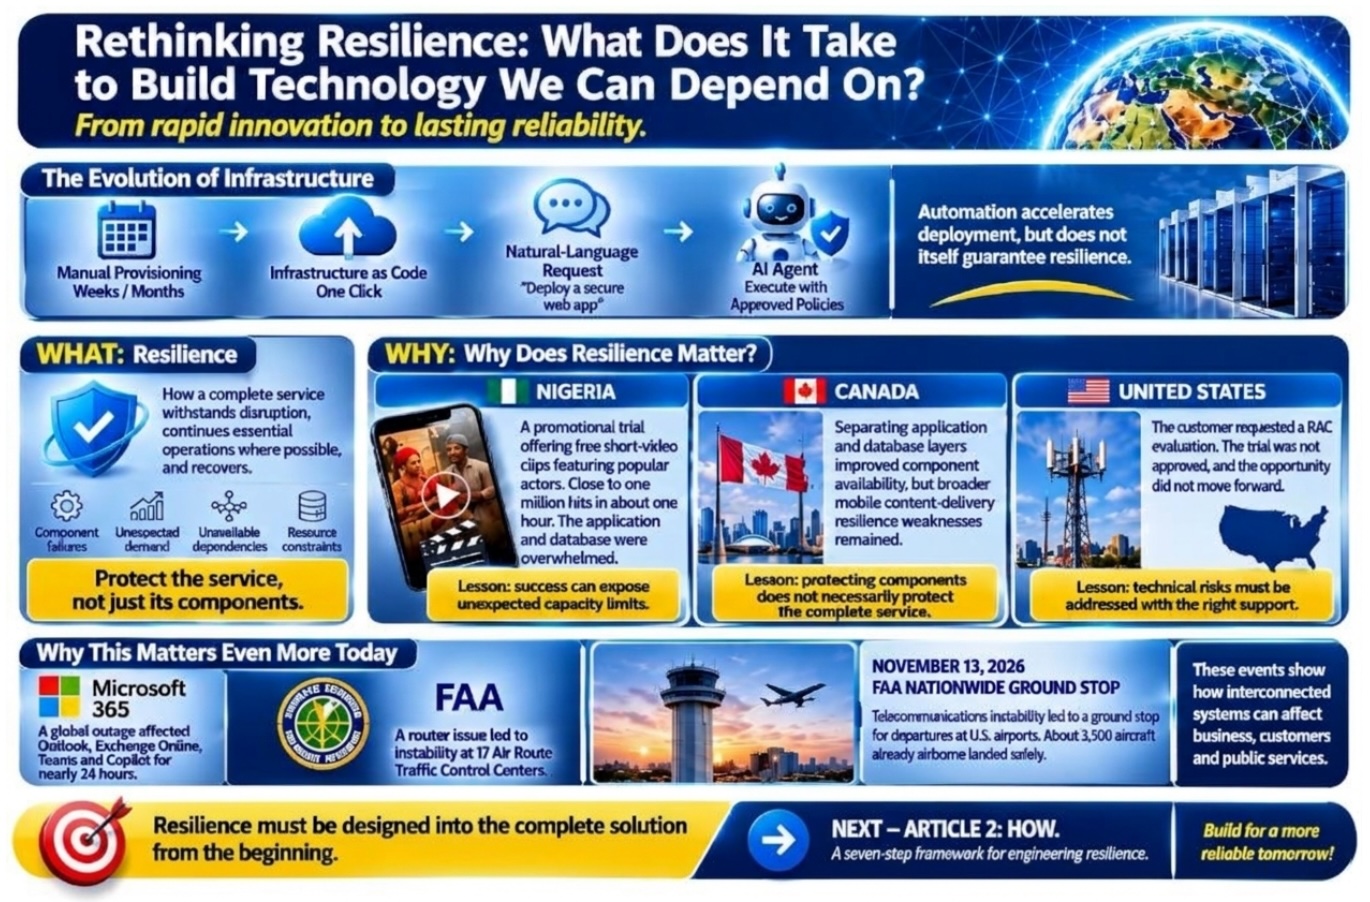 Rethinking Resilience: What Does It Take
to Build Technology We Can Depend On?
From rapid innovation to lasting reliability.
The Evolution of Infrastructure
Manual Provisioning
Weeks / Months
Infrastructure as Code
One Click
Natural-Language
Request
"Deploy a secure
web app"
AI Agent
Execute with
Approved Policies
Automation accelerates
deployment, but does not
itself guarantee resilience.
WHAT: Resilience
How a complete service
withstands disruption,
continues essential
operations where possible,
and recovers.
Component
failures
Unexpected
demand
Unavailable
dependencies
Resource
constraints
Protect the service,
not just its components.
WHY: Why Does Resilience Matter?
NIGERIA
A promotional trial
offering free short-video
clips featuring popular
actors. Close to one
million hits in about one
hour. The application
and database were
overwhelmed.
Lesson: success can expose
unexpected capacity limits.
CANADA
Separating application
and database layers
improved component
availability, but broader
mobile content-delivery
resilience weaknesses
remained.
Lesson: protecting components
does not necessarily protect
the complete service.
UNITED STATES
The customer requested a RAC
evaluation. The trial was not
approved, and the opportunity
did not move forward.
Lesson: technical risks must be
addressed with the right support.
Why This Matters Even More Today
Microsoft
365
A global outage affected
Outlook, Exchange Online,
Teams and Copilot for
nearly 24 hours.
FAA
A router issue led to
instability at 17 Air Route
Traffic Control Centers.
NOVEMBER 13, 2026
FAA NATIONWIDE GROUND STOP
Telecommunications instability led to a ground stop
for departures at U.S. airports. About 3,500 aircraft
already airborne landed safely.
These events show
how interconnected
systems can affect
business, customers
and public services.
Resilience must be designed into the complete solution
from the beginning.
NEXT – ARTICLE 2: HOW.
A seven-step framework for engineering resilience.
Build for a more
reliable tomorrow!